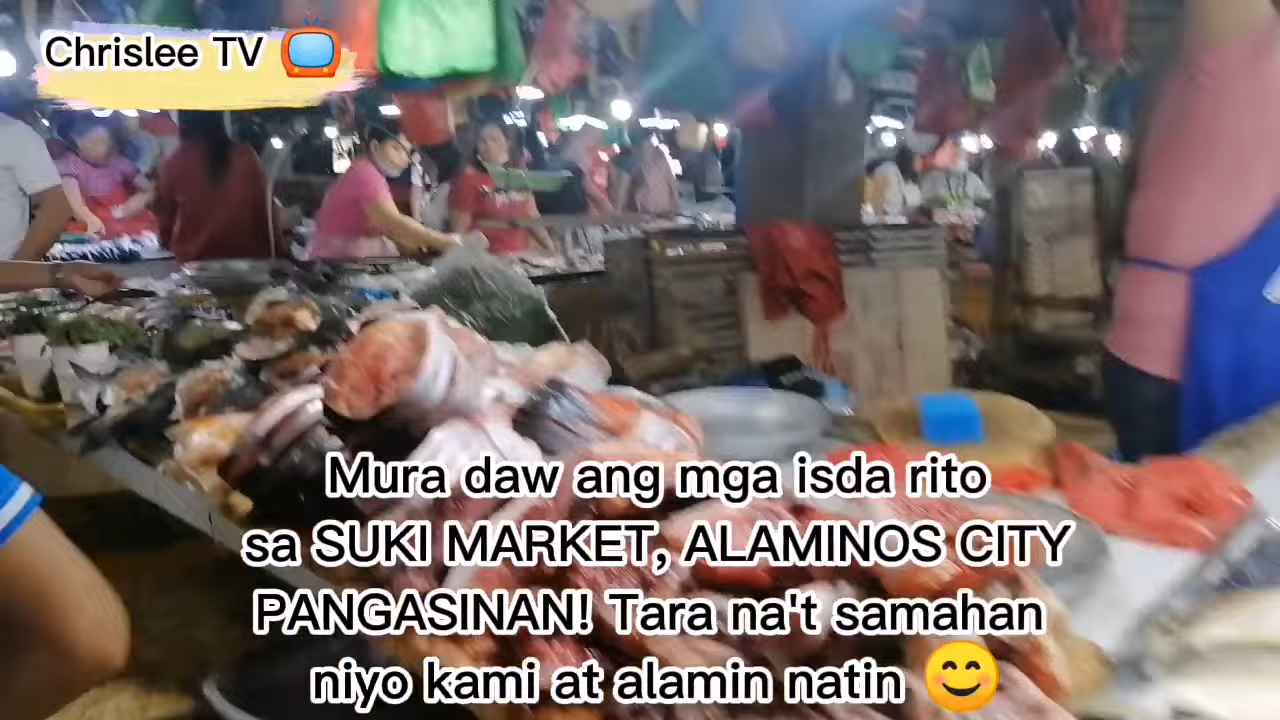 Chrislee TV 📺
Mura daw ang mga isda rito
sa SUKI MARKET, ALAMINOS CITY
PANGASINAN! Tara na't samahan
niyo kami at alamin natin 😊